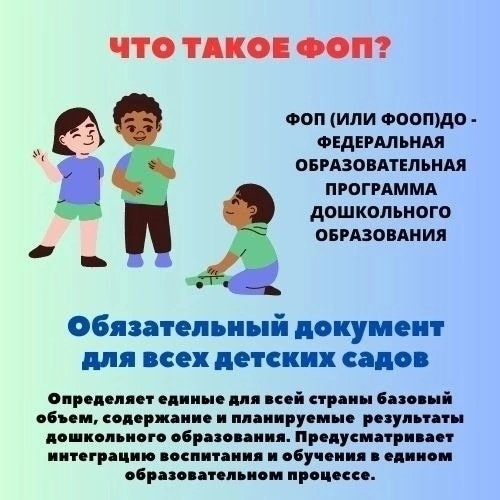 ЧТО ТАКОЕ ФОП?
ФОП (ИЛИ ФООП)ДО -
ФЕДЕРАЛЬНАЯ
ОБРАЗОВАТЕЛЬНАЯ
ПРОГРАММА
ДОШКОЛЬНОГО
ОБРАЗОВАНИЯ
Обязательный документ
для всех детских садов
Определяет единые для всей страны базовый
объем, содержание и планируемые результаты
дошкольного образования. Предусматривает
интеграцию воспитания и обучения в едином
образовательном процессе.